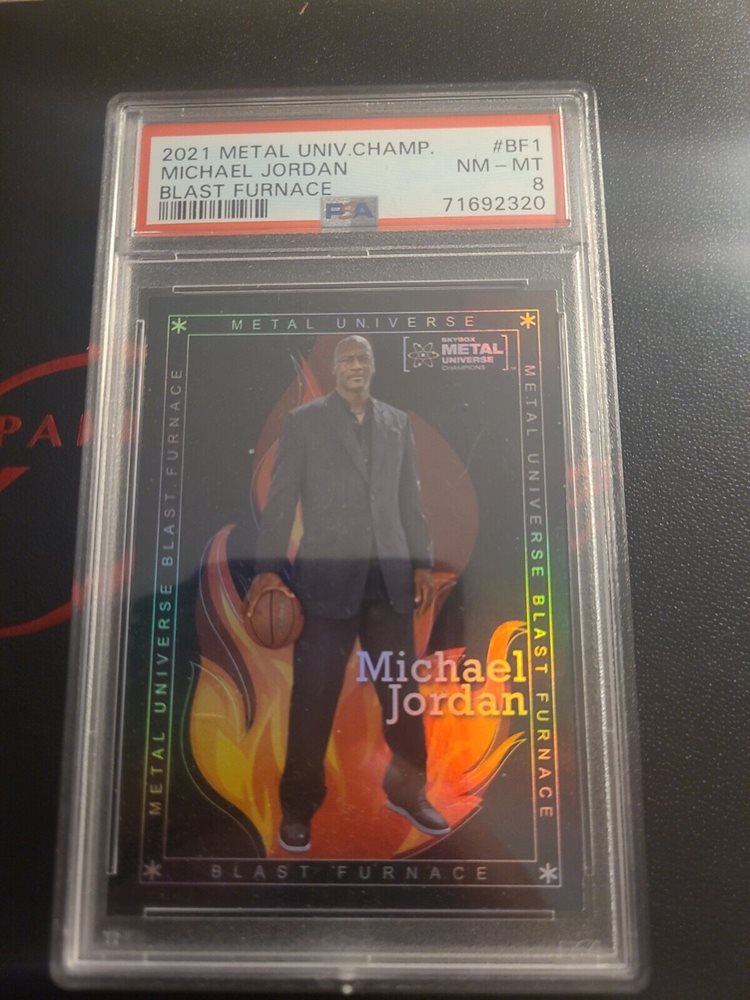 2021 METAL UNIV.CHAMP. #BF1
MICHAEL JORDAN NM - MT
BLAST FURNACE 8
PSA 71692320
METAL UNIVERSE
SKYBOX
METAL
UNIVERSE
CHAMPIONS
METAL UNIVERSE BLAST FURNACE
METAL UNIVERSE BLAST FURNACE
Michael
Jordan
BLAST FURNACE